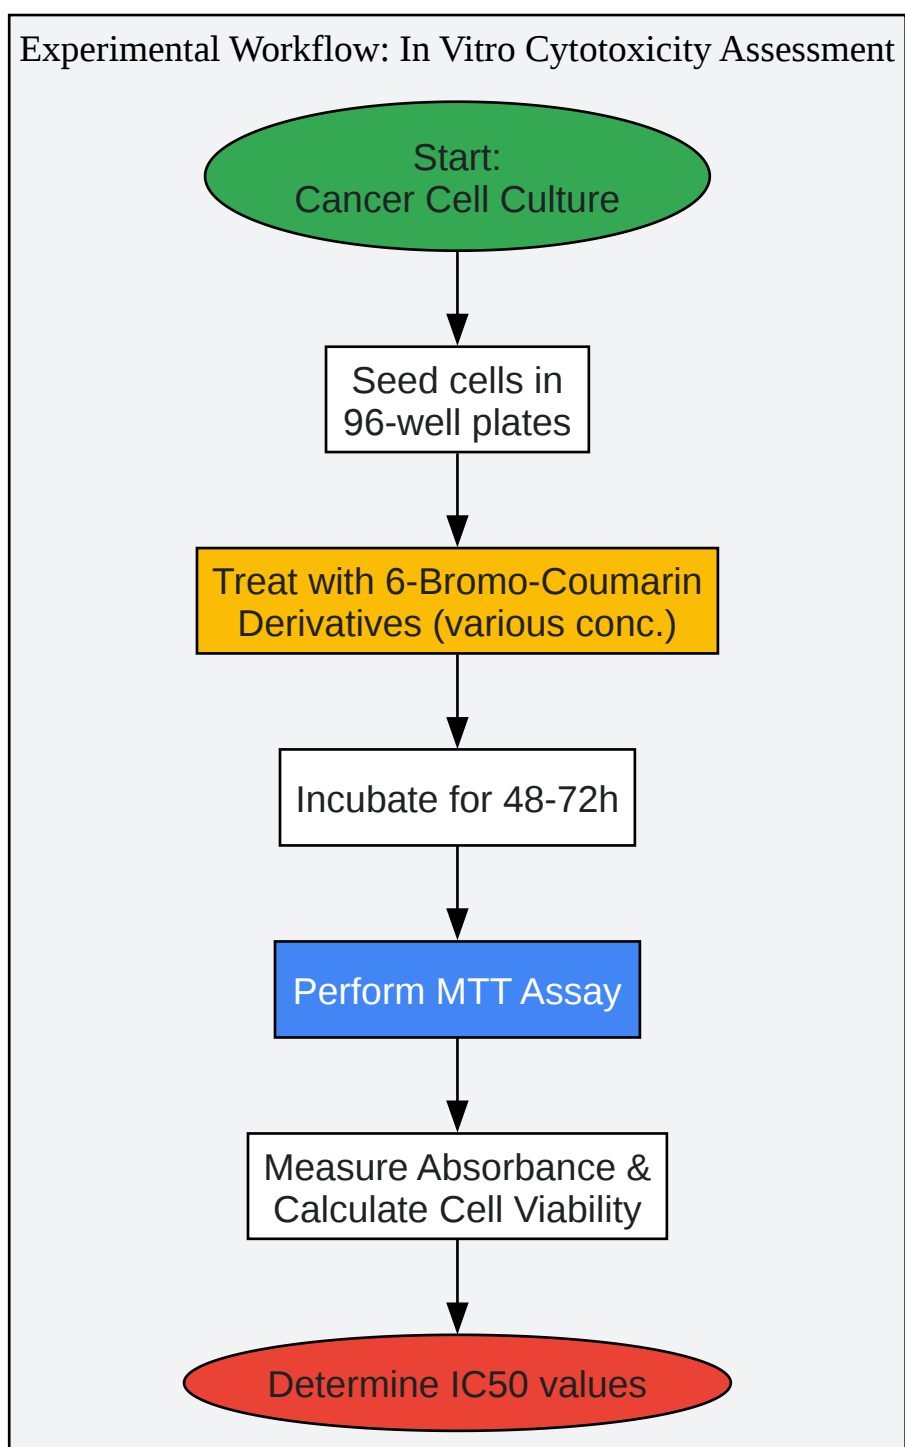 Experimental Workflow: In Vitro Cytotoxicity Assessment
Start:
Cancer Cell Culture
Seed cells in
96-well plates
Treat with 6-Bromo-Coumarin
Derivatives (various conc.)
Incubate for 48-72h
Perform MTT Assay
Measure Absorbance &
Calculate Cell Viability
Determine IC50 values